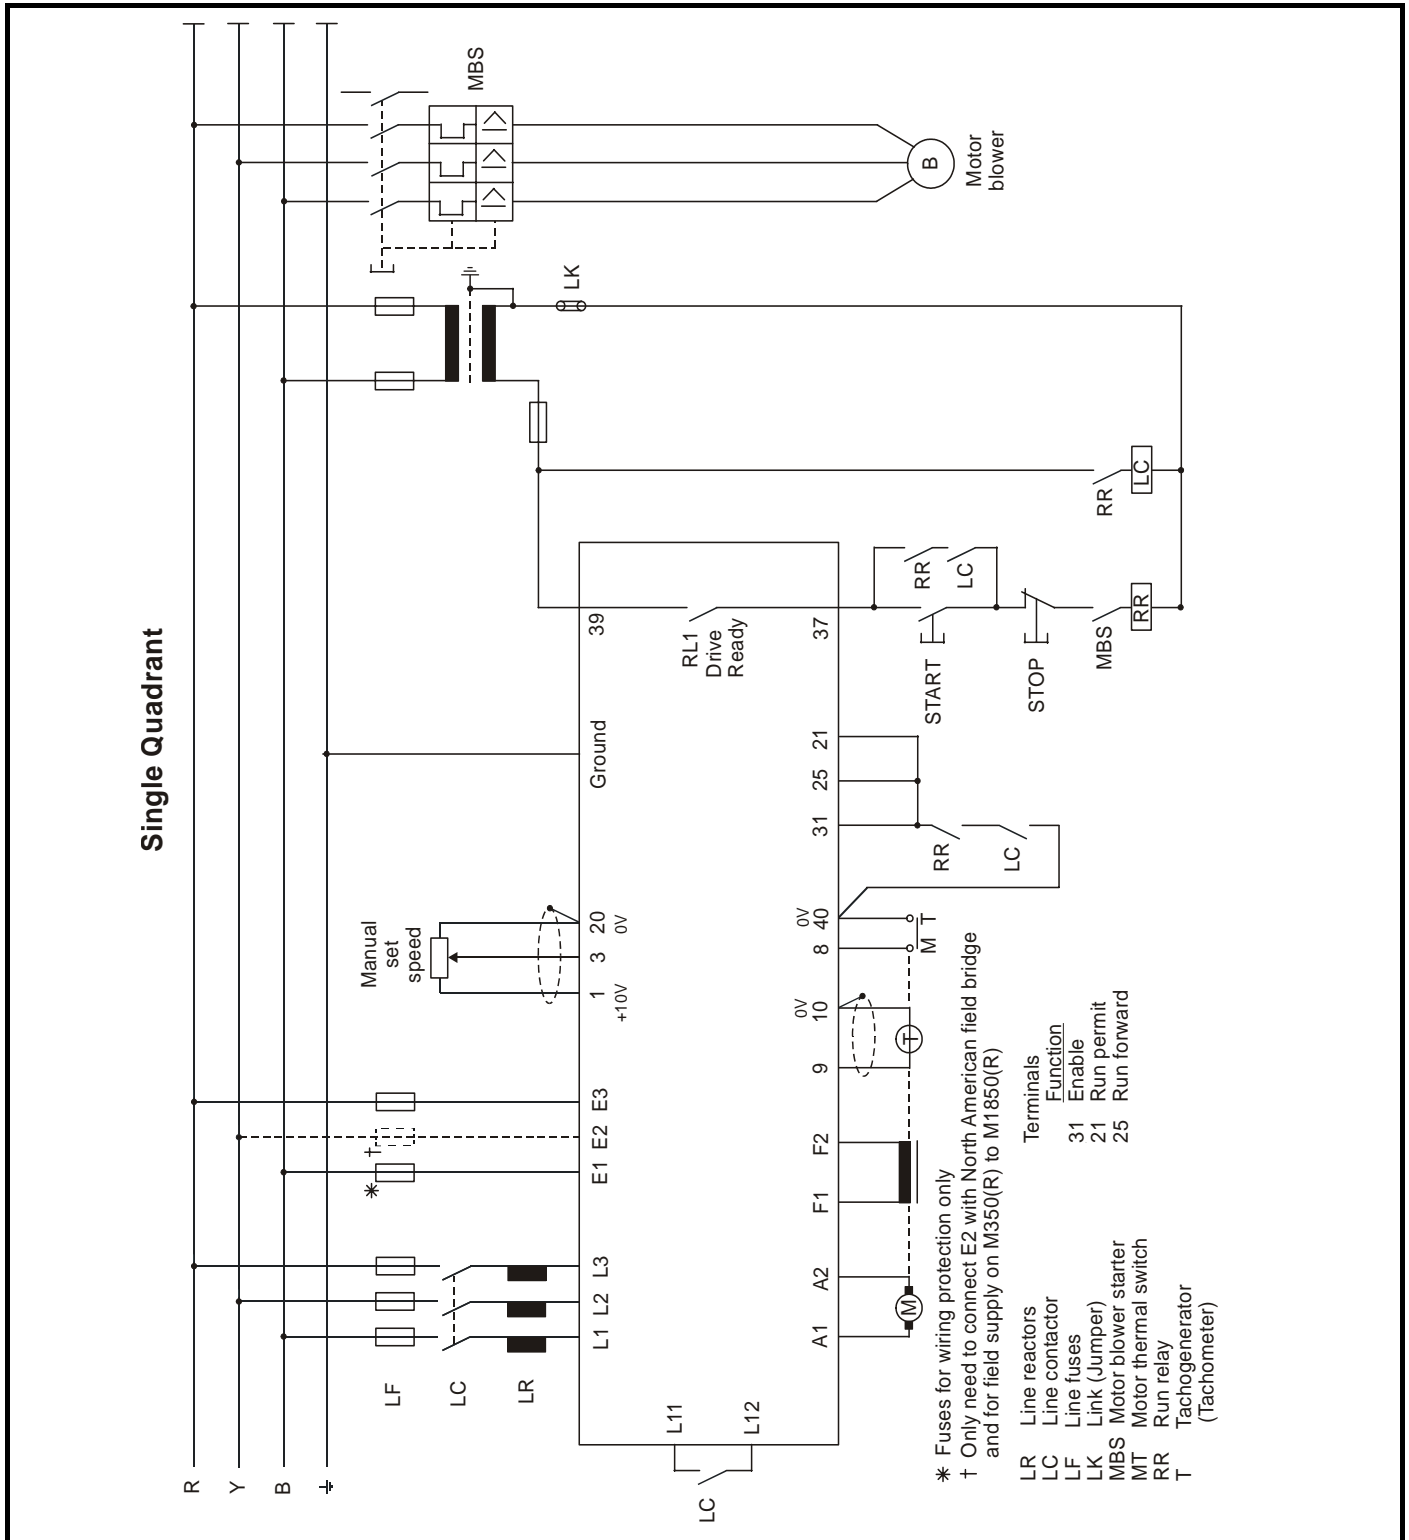 Single Quadrant
R
Y
B
MBS
B
Motor
blower
LK
RR
LC
39
RL1
Drive
Ready
37
RR
LC
START
STOP
MBS
RR
Ground
21
25
31
RR
LC
Manual
set
speed
20
0V
3
1
+10V
0V
40
8
M T
0V
10
9
T
E3
E2
E1
†
*
F2
F1
L3
L2
L1
A2
A1
M
LF
LC
LR
L11
L12
LC
* Fuses for wiring protection only
† Only need to connect E2 with North American field bridge
and for field supply on M350(R) to M1850(R)
LR Line reactors
LC Line contactor
LF Line fuses
LK Link (Jumper)
MBS Motor blower starter
MT Motor thermal switch
RR Run relay
T Tachogenerator
(Tachometer)
Terminals
Function
31 Enable
21 Run permit
25 Run forward